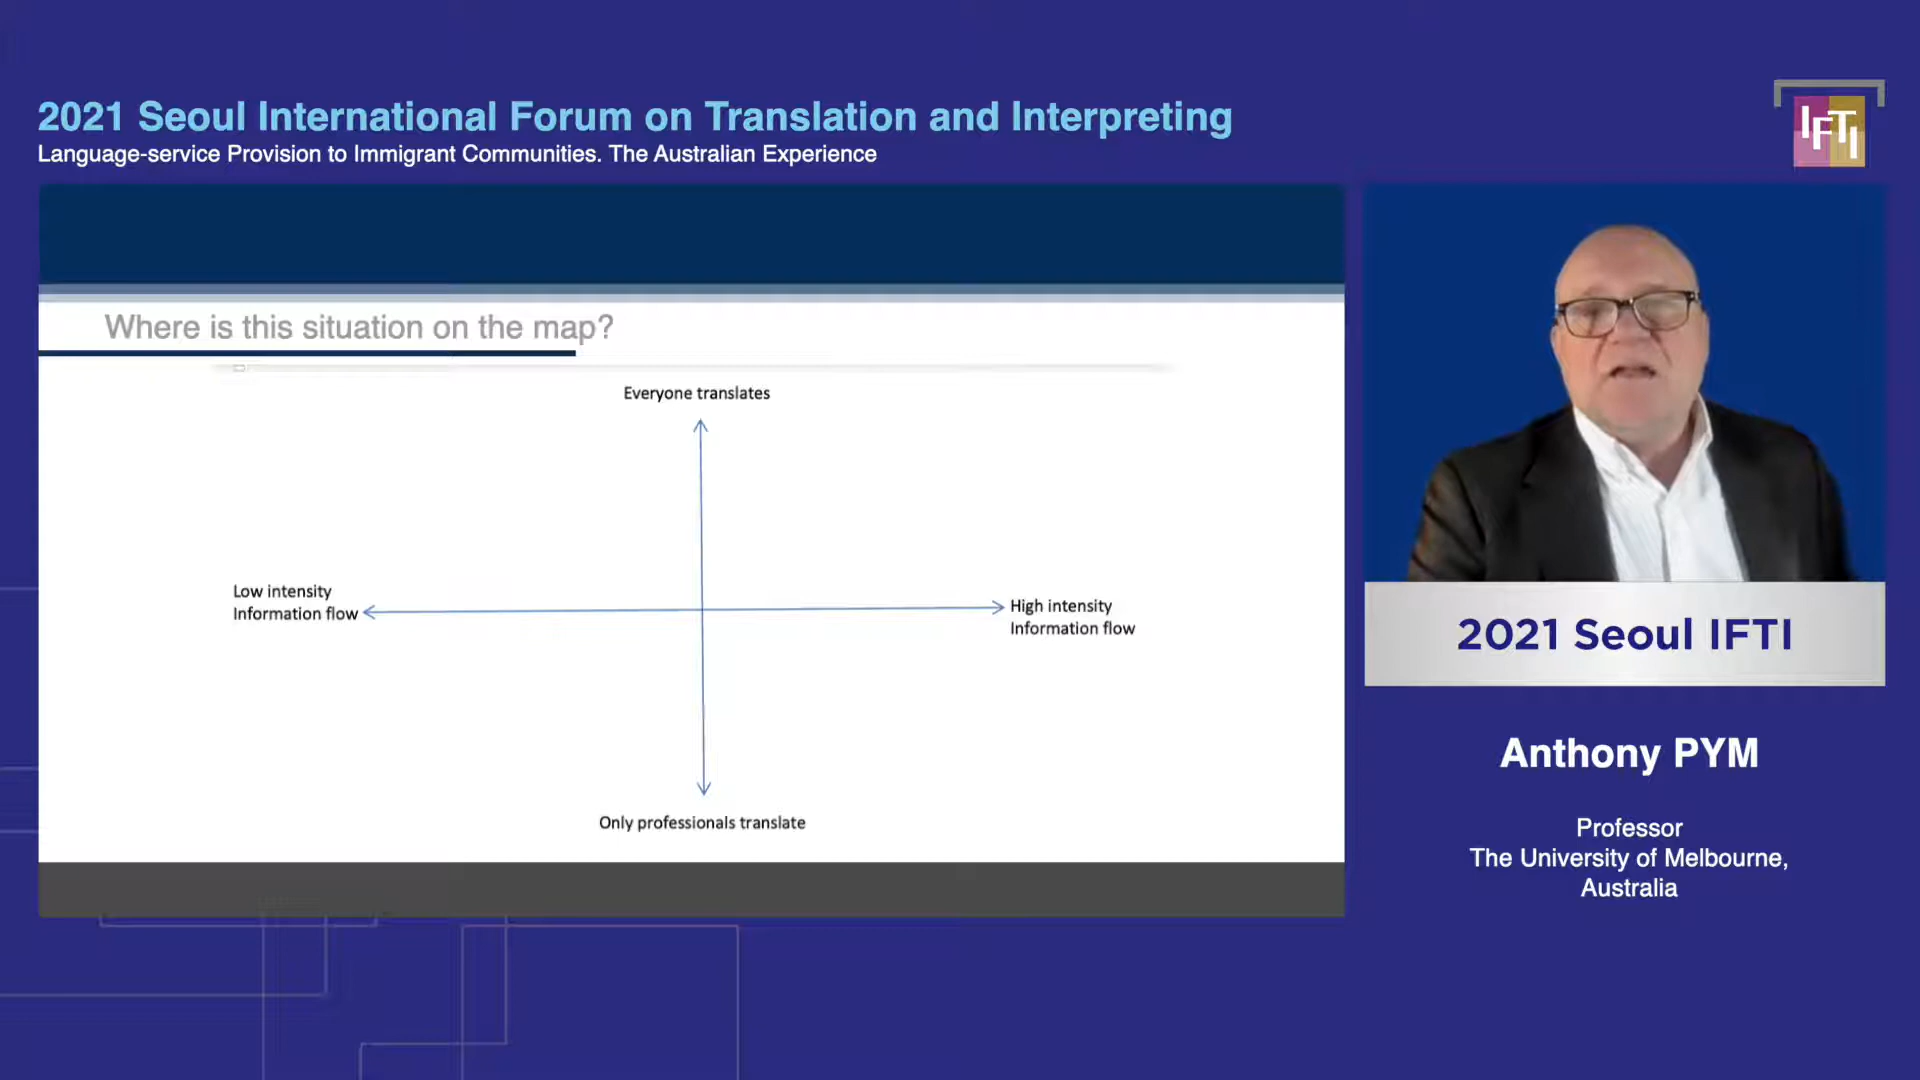 2021 Seoul International Forum on Translation and Interpreting
Language-service Provision to Immigrant Communities. The Australian Experience
IFTI
Where is this situation on the map?
Everyone translates
Low intensity
Information flow
High intensity
Information flow
Only professionals translate
2021 Seoul IFTI
Anthony PYM
Professor
The University of Melbourne,
Australia